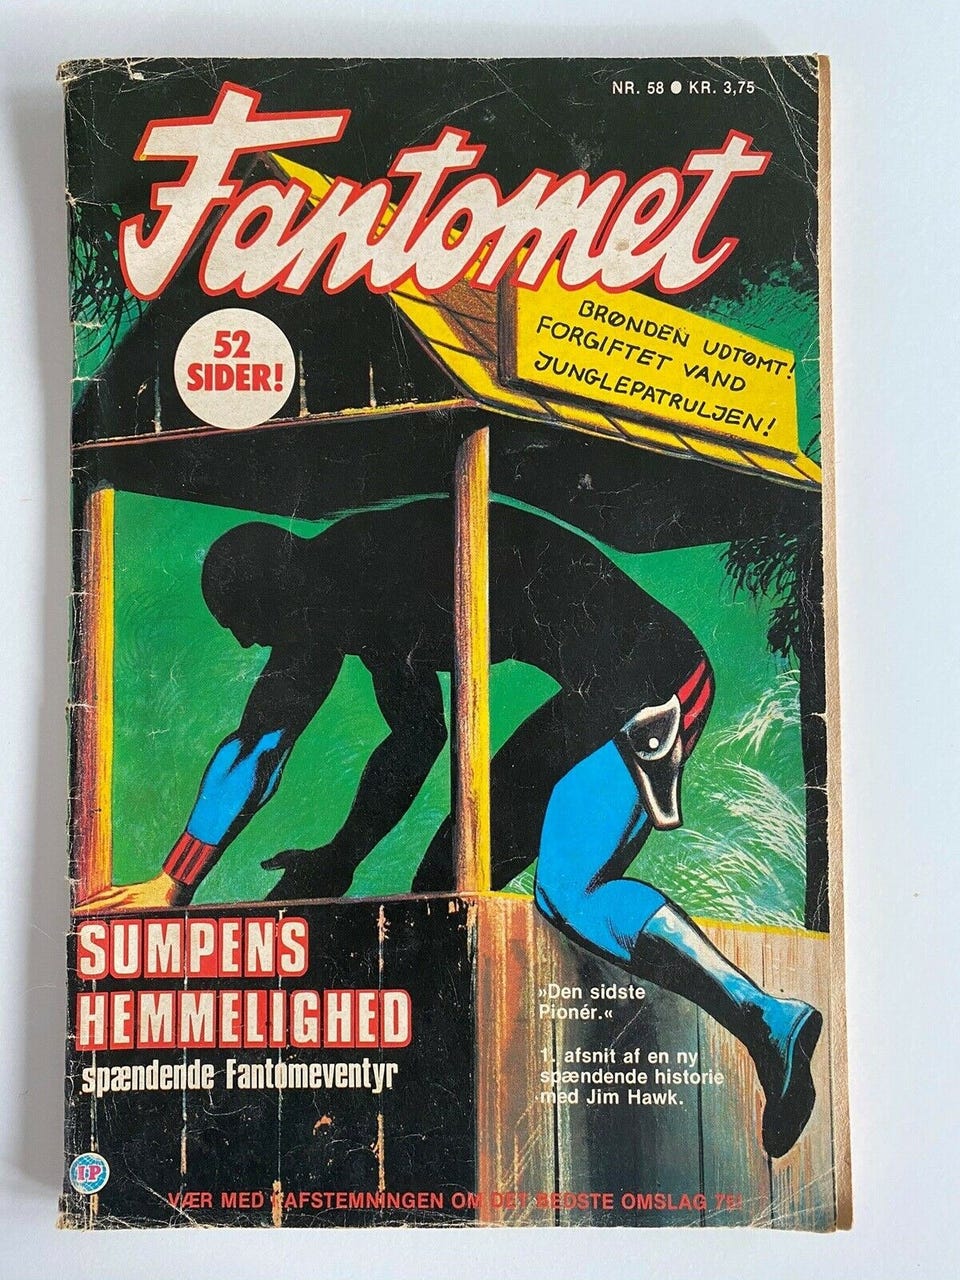 NR. 58 ● KR. 3,75
Fantomet
52
SIDER!
BRØNDEN UDTØMT!
FORGIFTET VAND
JUNGLEPATRULJEN!
SUMPENS
HEMMELIGHED
spændende Fantomeventyr
»Den sidste
Pionér.«
1. afsnit af en ny
spændende historie
med Jim Hawk.
I·P
VÆR MED I AFSTEMNINGEN OM DET BEDSTE OMSLAG 75!